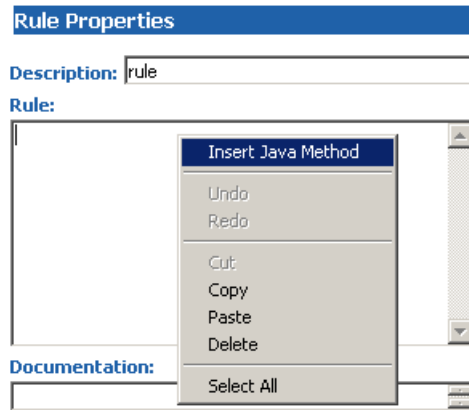 Rule Properties
Description: rule
Rule:
Insert Java Method
Undo
Redo
Cut
Copy
Paste
Delete
Select All
Documentation: